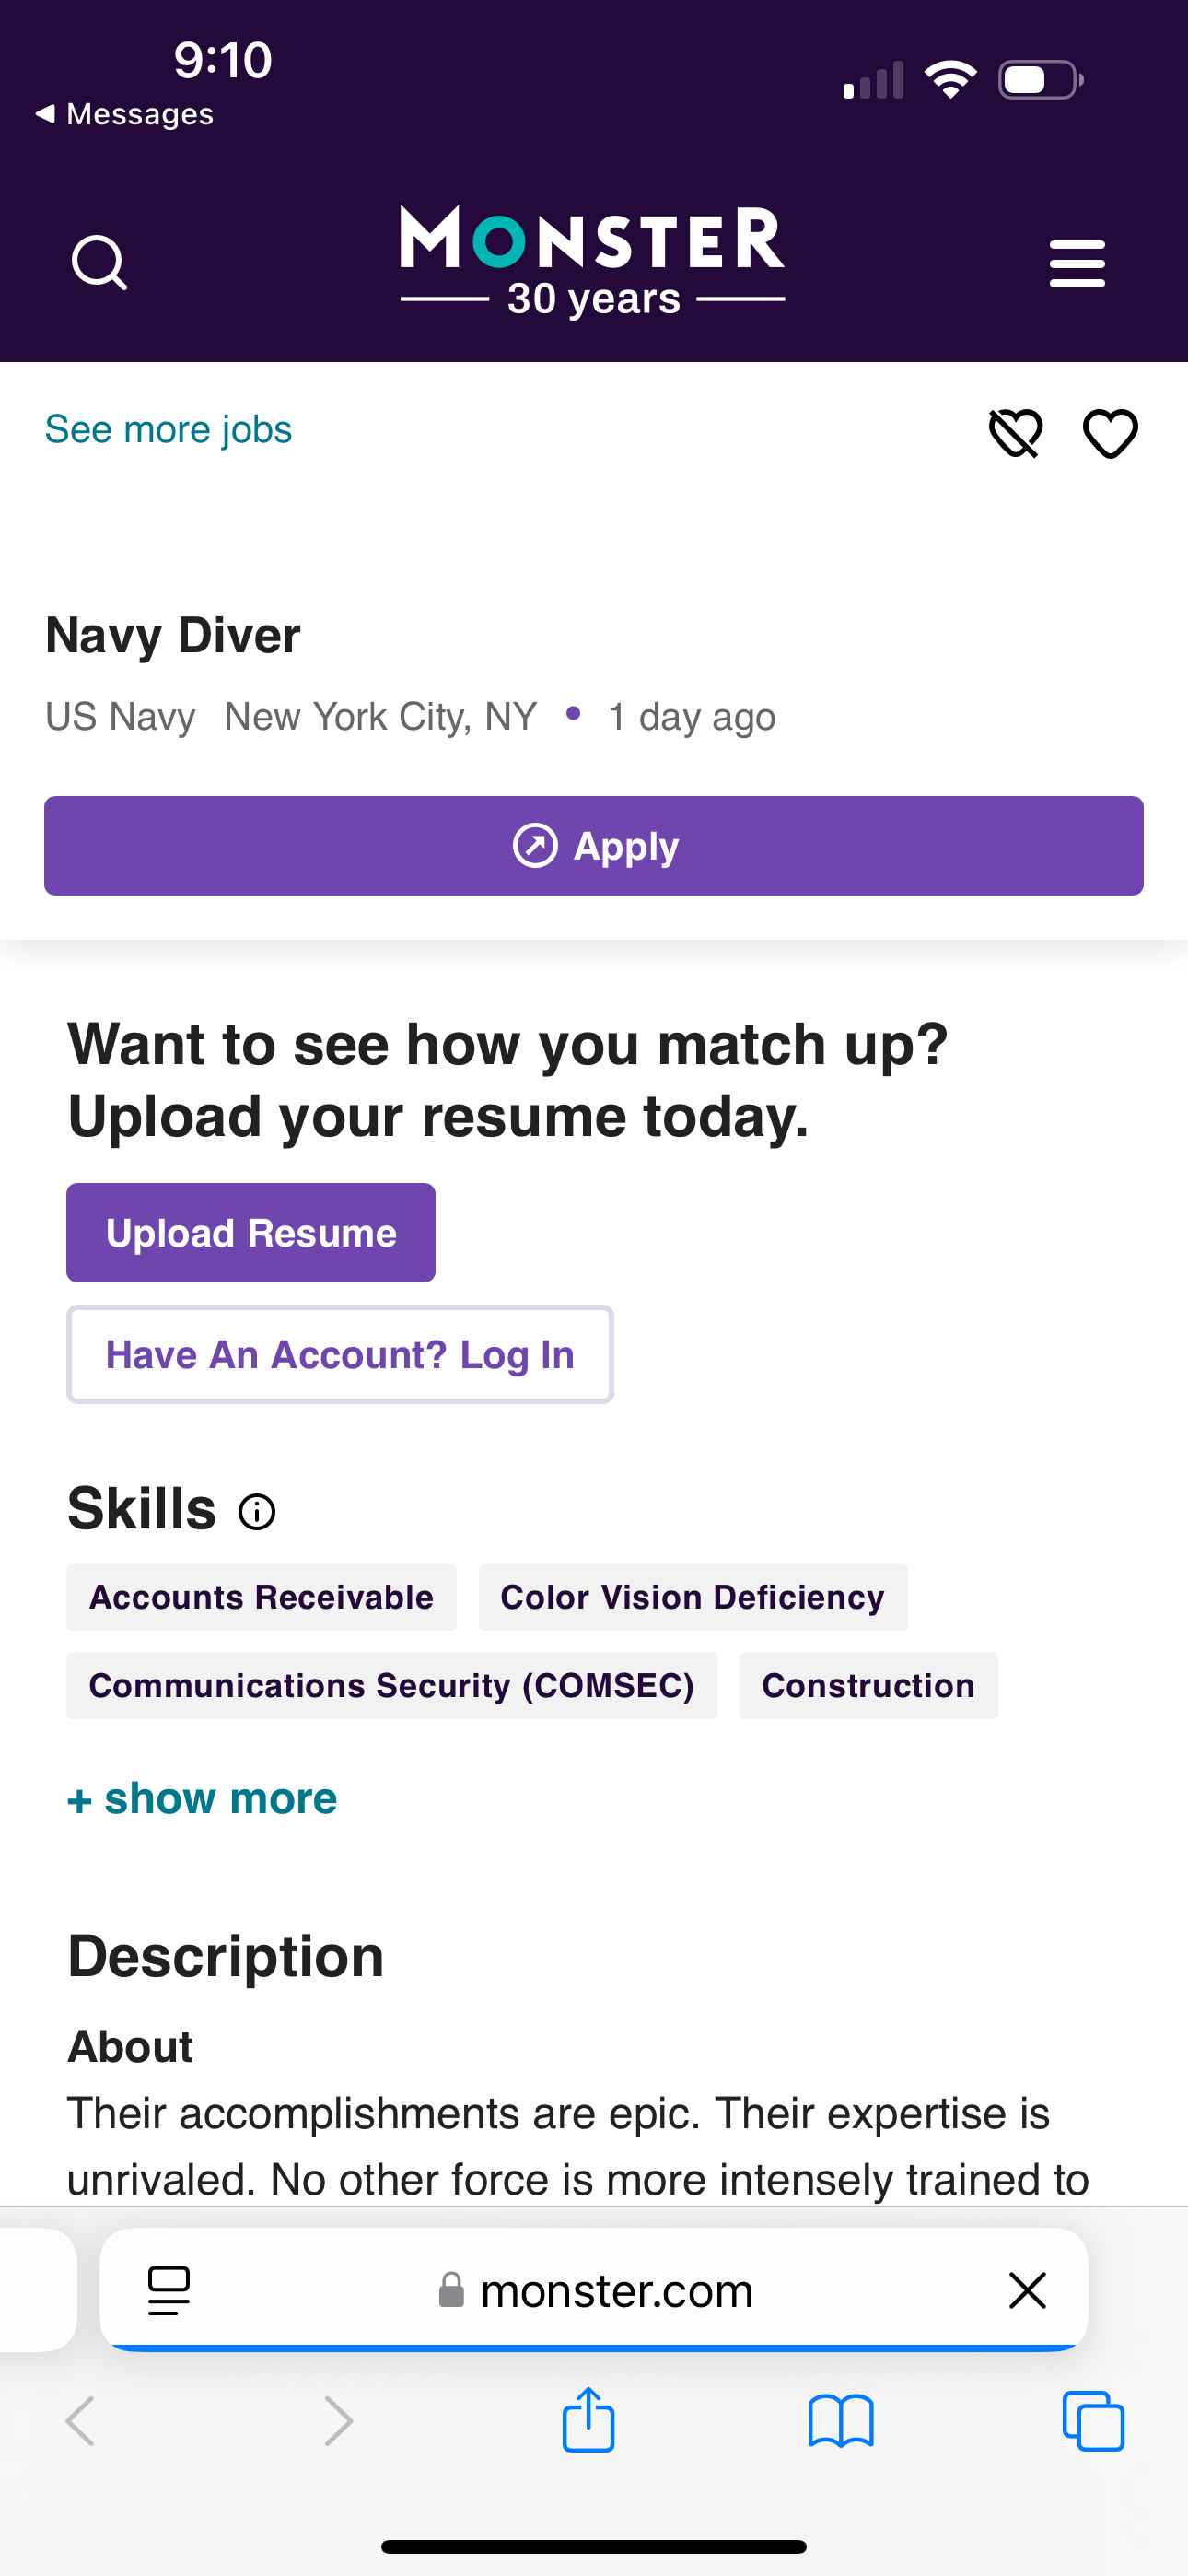 9:10
Messages
MONSTER
30 years
See more jobs
Navy Diver
US Navy New York City, NY • 1 day ago
Apply
Want to see how you match up?
Upload your resume today.
Upload Resume
Have An Account? Log In
Skills
Accounts Receivable Color Vision Deficiency
Communications Security (COMSEC) Construction
+ show more
Description
About
Their accomplishments are epic. Their expertise is
unrivaled. No other force is more intensely trained to
monster.com